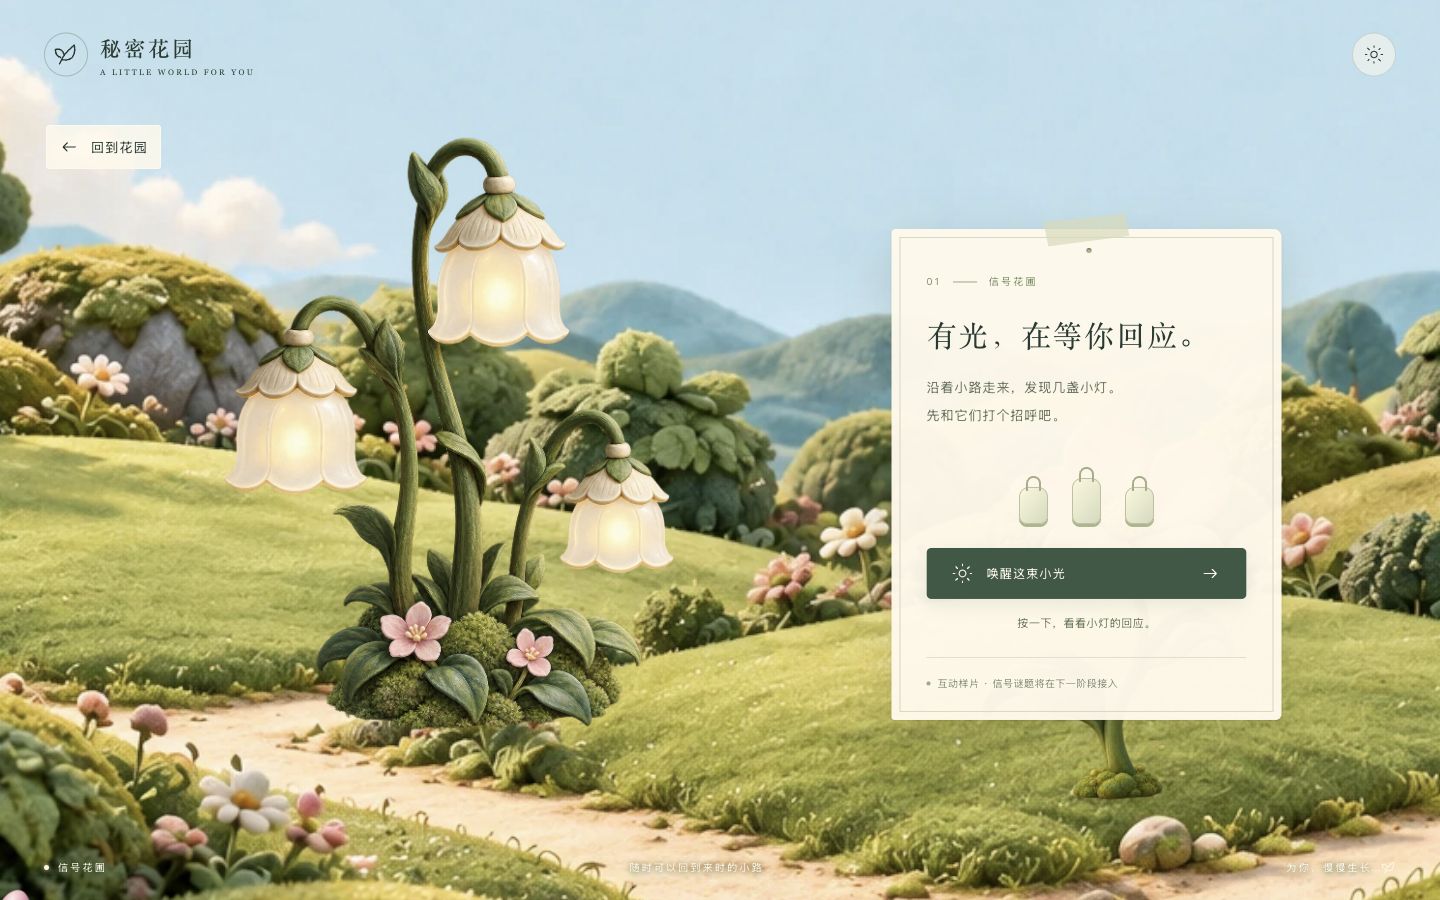 秘密花园
A LITTLE WORLD FOR YOU
回到花园
01 信号花圃
有光，在等你回应。
沿着小路走来，发现几盏小灯。
先和它们打个招呼吧。
唤醒这束小光
按一下，看看小灯的回应。
互动样片 · 信号谜题将在下一阶段接入
信号花圃
随时可以回到来时的小路
为你，慢慢生长